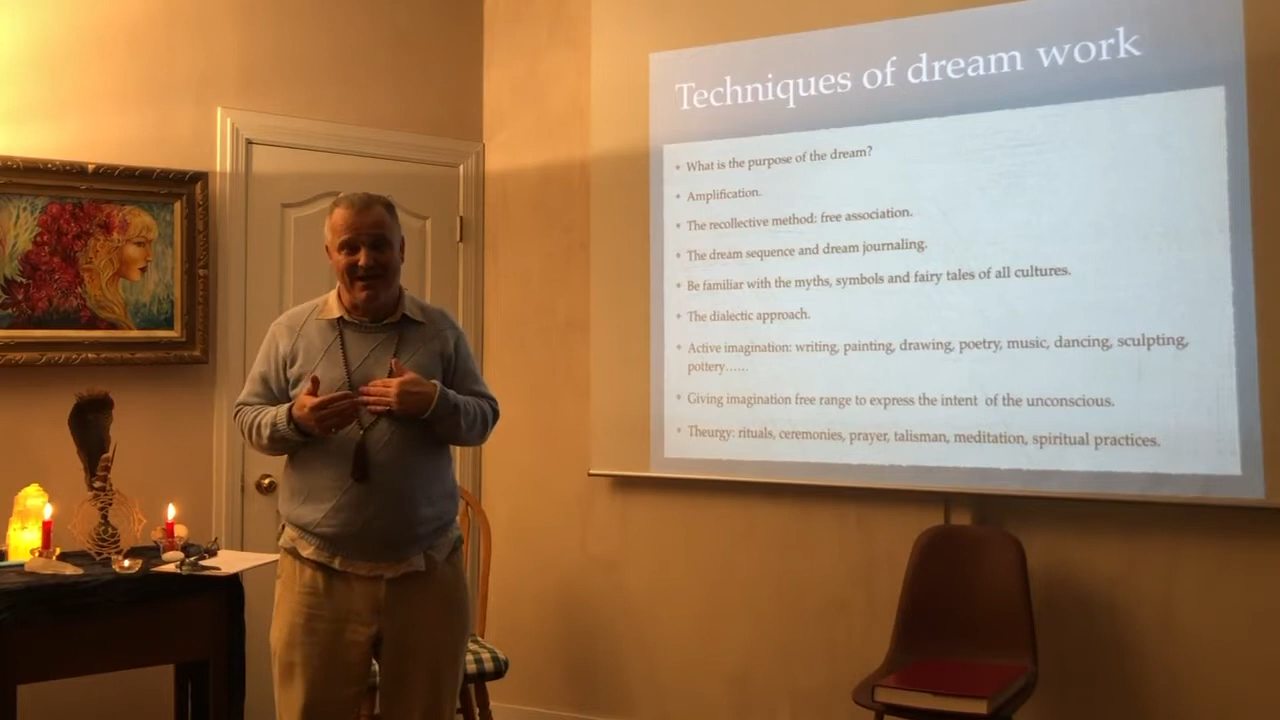 Techniques of dream work
What is the purpose of the dream?
Amplification.
The recollective method: free association.
The dream sequence and dream journaling.
Be familiar with the myths, symbols and fairy tales of all cultures.
The dialectic approach.
Active imagination: writing, painting, drawing, poetry, music, dancing, sculpting,
pottery……
Giving imagination free range to express the intent of the unconscious.
Theurgy: rituals, ceremonies, prayer, talisman, meditation, spiritual practices.